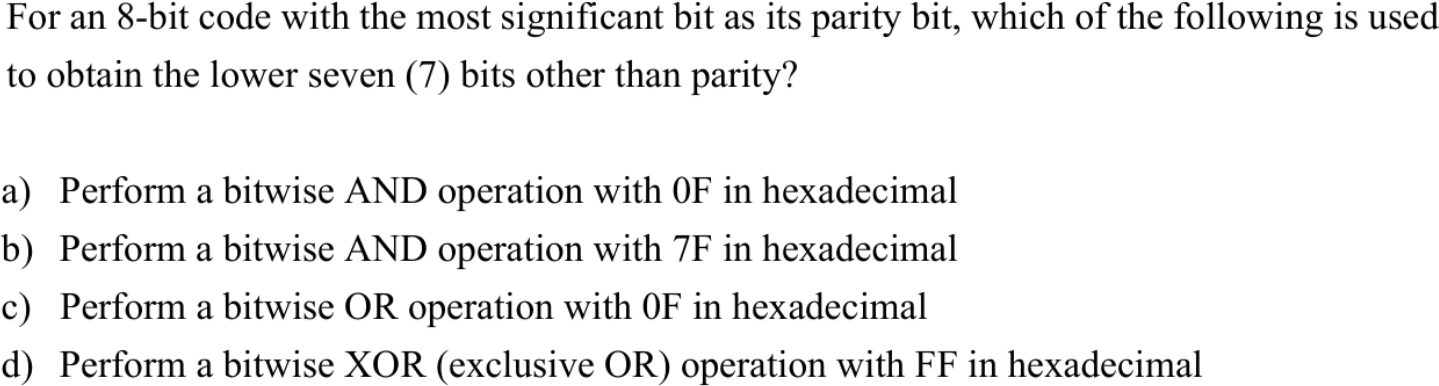 For an 8-bit code with the most significant bit as its parity bit, which of the following is used
to obtain the lower seven (7) bits other than parity?
a) Perform a bitwise AND operation with 0F in hexadecimal
b) Perform a bitwise AND operation with 7F in hexadecimal
c) Perform a bitwise OR operation with 0F in hexadecimal
d) Perform a bitwise XOR (exclusive OR) operation with FF in hexadecimal